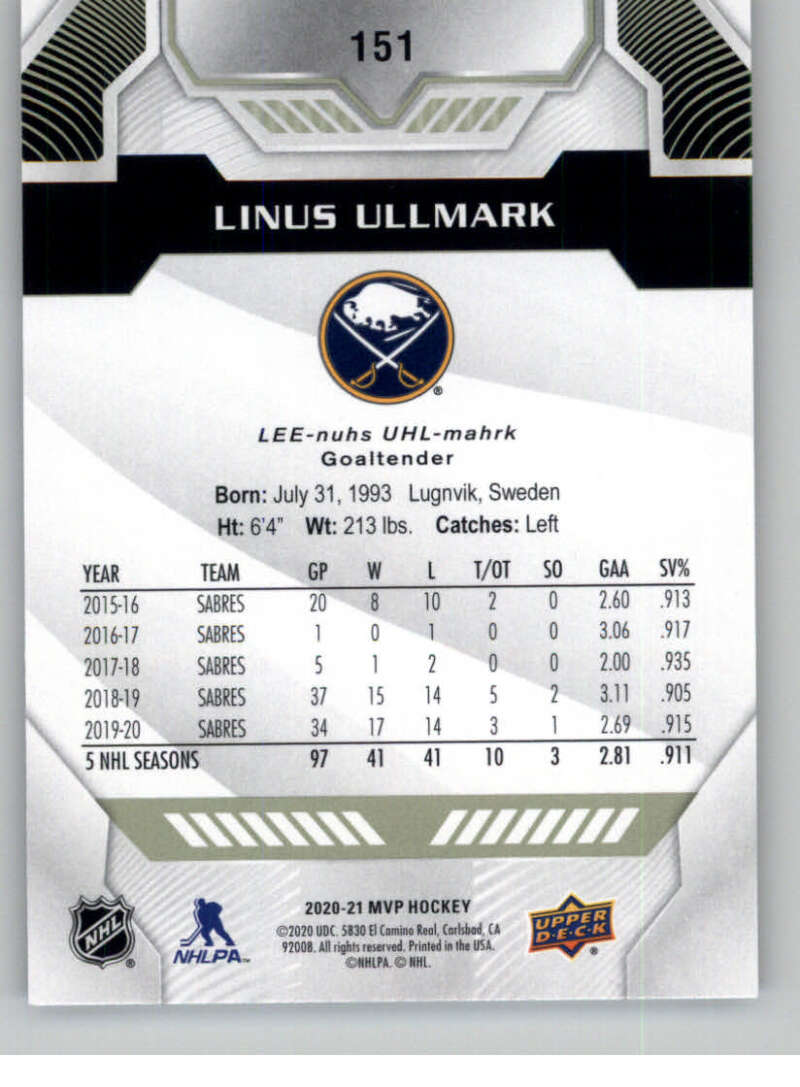 151
LINUS ULLMARK
®
LEE-nuhs UHL-mahrk
Goaltender
Born: July 31, 1993 Lugnvik, Sweden
Ht: 6'4" Wt: 213 lbs. Catches: Left
YEAR TEAM GP W L T/OT SO GAA SV%
2015-16 SABRES 20 8 10 2 0 2.60 .913
2016-17 SABRES 1 0 1 0 0 3.06 .917
2017-18 SABRES 5 1 2 0 0 2.00 .935
2018-19 SABRES 37 15 14 5 2 3.11 .905
2019-20 SABRES 34 17 14 3 1 2.69 .915
5 NHL SEASONS 97 41 41 10 3 2.81 .911
NHL ®
NHLPA™
2020-21 MVP HOCKEY
©2020 UDC. 5830 El Camino Real, Carlsbad, CA
92008. All rights reserved. Printed in the USA.
©NHLPA. © NHL.
UPPER
D·E·C·K ®